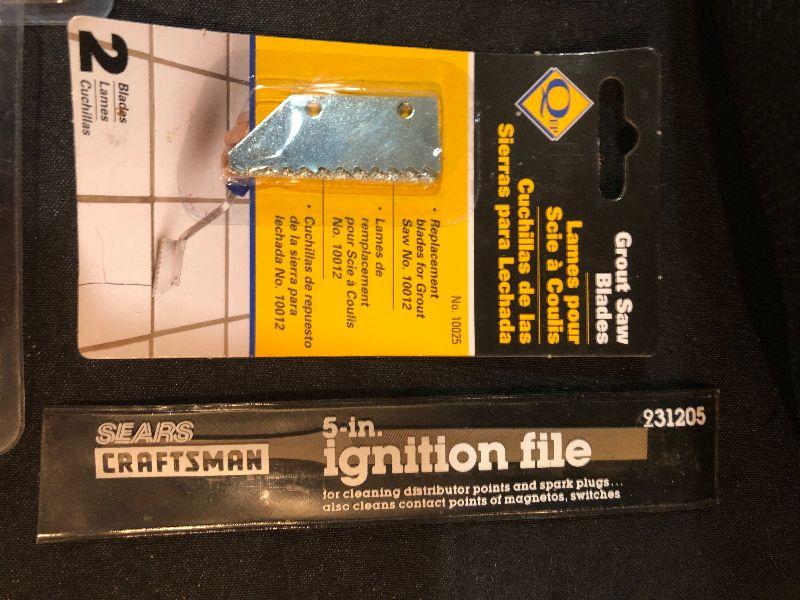 QEP
Grout Saw
Blades
Lames pour
Scie à Coulis
Cuchillas de las
Sierras para Lechada
No. 10025
• Replacement
blades for Grout
Saw No. 10012
• Lames de
remplacement
pour Scie à Coulis
No. 10012
• Cuchillas de repuesto
de la sierra para
lechada No. 10012
2
Blades
Lames
Cuchillas
SEARS
CRAFTSMAN
5-in.
ignition file
931205
for cleaning distributor points and spark plugs...
also cleans contact points of magnetos, switches